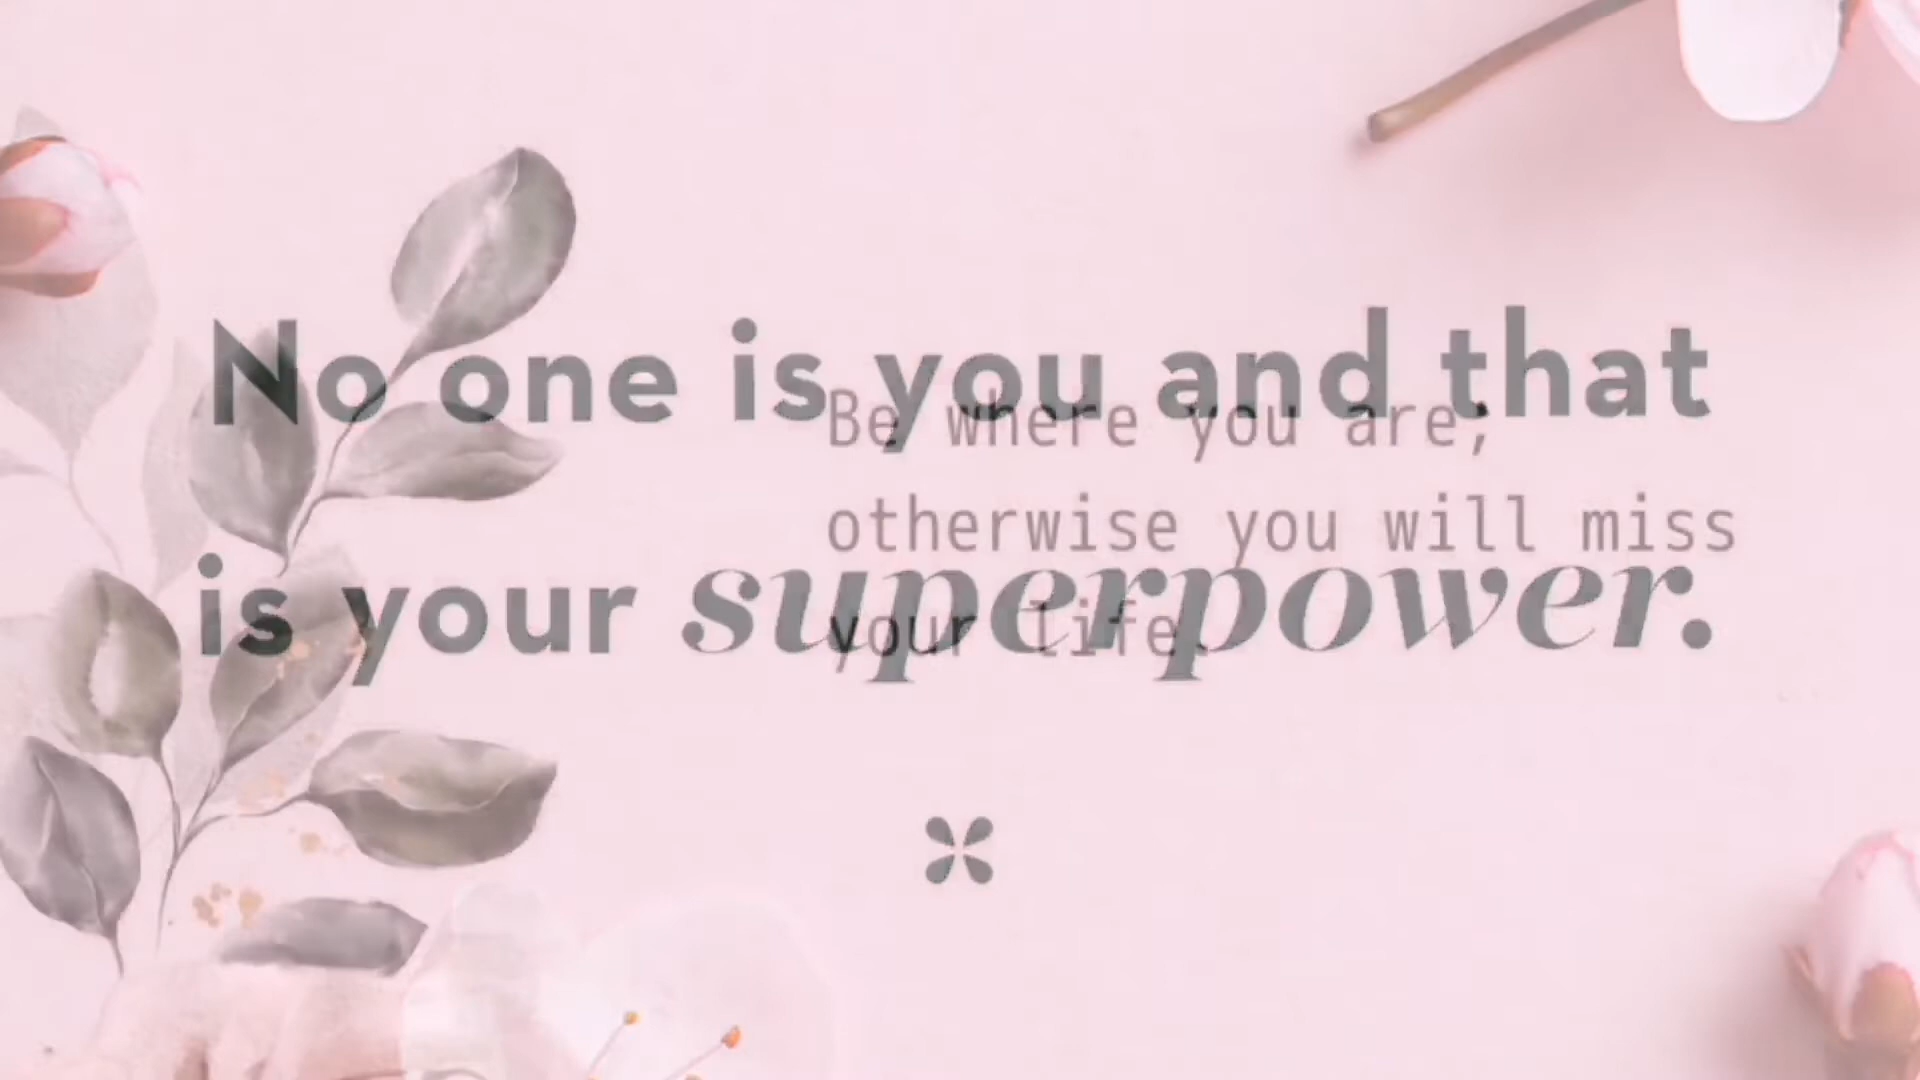 No one is you and that
is your superpower.
Be where you are;
otherwise you will miss
your life